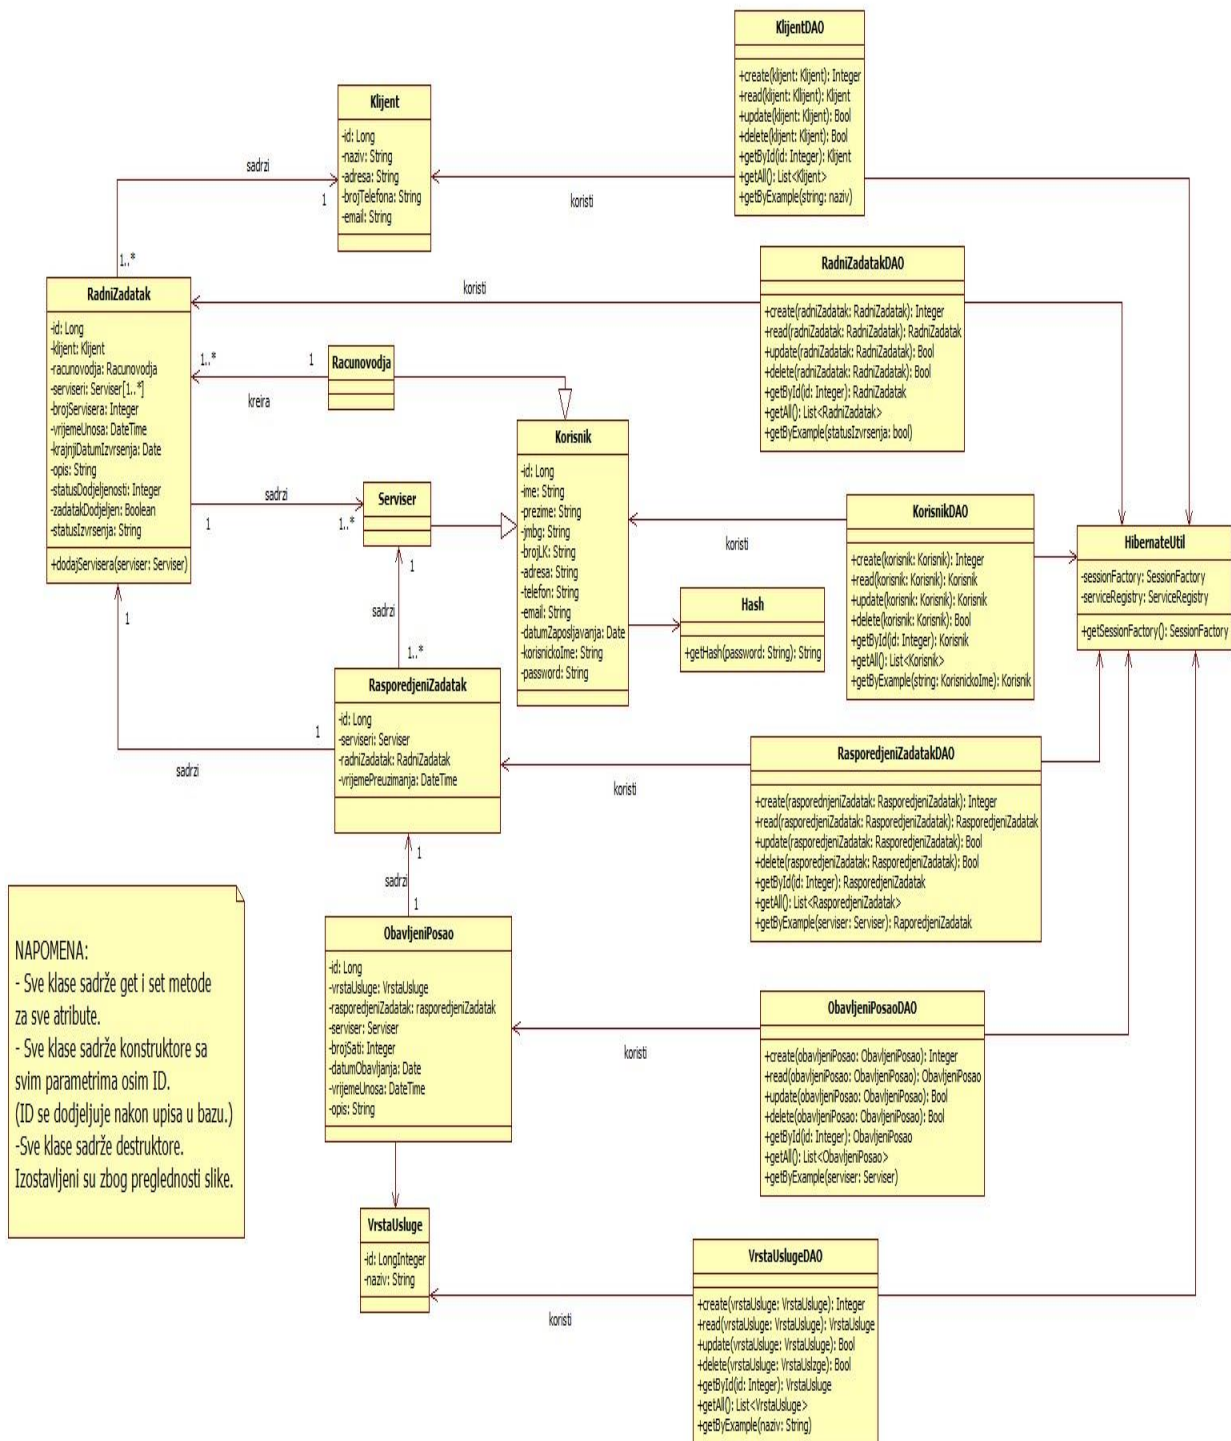 KlijentDAO
+create(klijent: Klijent): Integer
+read(klijent: Kllijent): Klijent
+update(klijent: Klijent): Bool
+delete(klijent: Klijent): Bool
+getById(id: Integer): Klijent
+getAll(): List<Klijent>
+getByExample(string: naziv)
Klijent
-id: Long
-naziv: String
-adresa: String
-brojTelefona: String
-email: String
sadrzi
1
1..*
koristi
RadniZadatakDAO
+create(radniZadatak: RadniZadatak): Integer
+read(radniZadatak: RadniZadatak): RadniZadatak
+update(radniZadatak: RadniZadatak): Bool
+delete(radniZadatak: RadniZadatak): Bool
+getById(id: Integer): RadniZadatak
+getAll(): List<RadniZadatak>
+getByExample(statusIzvrsenja: bool)
koristi
RadniZadatak
-id: Long
-klijent: Klijent
-racunovodja: Racunovodja
-serviseri: Serviser[1..*]
-brojServisera: Integer
-vrijemeUnosa: DateTime
-krajnjiDatumIzvrsenja: Date
-opis: String
-statusDodjeljenosti: Integer
-zadatakDodjeljen: Boolean
-statusIzvrsenja: String
+dodajServisera(serviser: Serviser)
1..*
1
kreira
Racunovodja
Korisnik
-id: Long
-ime: String
-prezime: String
-jmbg: String
-brojLK: String
-adresa: String
-telefon: String
-email: String
-datumZaposljavanja: Date
-korisnickoIme: String
-password: String
sadrzi
1
1..*
Serviser
KorisnikDAO
+create(korisnik: Korisnik): Integer
+read(korisnik: Korisnik): Korisnik
+update(korisnik: Korisnik): Korisnik
+delete(korisnik: Korisnik): Bool
+getById(id: Integer): Korisnik
+getAll(): List<Korisnik>
+getByExample(string: KorisnickoIme): Korisnik
koristi
HibernateUtil
-sessionFactory: SessionFactory
-serviceRegistry: ServiceRegistry
+getSessionFactory(): SessionFactory
Hash
+getHash(password: String): String
1
sadrzi
1..*
1
1
sadrzi
RasporedjeniZadatak
-id: Long
-serviseri: Serviser
-radniZadatak: RadniZadatak
-vrijemePreuzimanja: DateTime
koristi
RasporedjeniZadatakDAO
+create(rasporednjeniZadatak: RasporedjeniZadatak): Integer
+read(rasporedjeniZadatak: RasporedjeniZadatak): RasporedjeniZadatak
+update(rasporedjeniZadatak: RasporedjeniZadatak): Bool
+delete(rasporedjeniZadatak: RasporedjeniZadatak): Bool
+getById(id: Integer): RasporedjeniZadatak
+getAll(): List<RasporedjeniZadatak>
+getByExample(serviser: Serviser): RaporedjeniZadatak
1
sadrzi
1
NAPOMENA:
- Sve klase sadrže get i set metode
za sve atribute.
- Sve klase sadrže konstruktore sa
svim parametrima osim ID.
(ID se dodjeljuje nakon upisa u bazu.)
-Sve klase sadrže destruktore.
Izostavljeni su zbog preglednosti slike.
ObavljeniPosao
-id: Long
-vrstaUsluge: VrstaUsluge
-rasporedjeniZadatak: rasporedjeniZadatak
-serviser: Serviser
-brojSati: Integer
-datumObavljanja: Date
-vrijemeUnosa: DateTime
-opis: String
koristi
ObavljeniPosaoDAO
+create(obavljeniPosao: ObavljeniPosao): Integer
+read(obavljeniPosao: ObavljeniPosao): ObavljeniPosao
+update(obavljeniPosao: ObavljeniPosao): Bool
+delete(obavljeniPosao: ObavljeniPosao): Bool
+getById(id: Integer): ObavljeniPosao
+getAll(): List<ObavljeniPosao>
+getByExample(serviser: Serviser)
VrstaUsluge
-id: LongInteger
-naziv: String
koristi
VrstaUslugeDAO
+create(vrstaUsluge: VrstaUsluge): Integer
+read(vrstaUsluge: VrstaUsluge): VrstaUsluge
+update(vrstaUsluge: VrstaUsluge): Bool
+delete(vrstaUsluge: VrstaUslzge): Bool
+getById(id: Integer): VrstaUsluge
+getAll(): List<VrstaUsluge>
+getByExample(naziv: String)